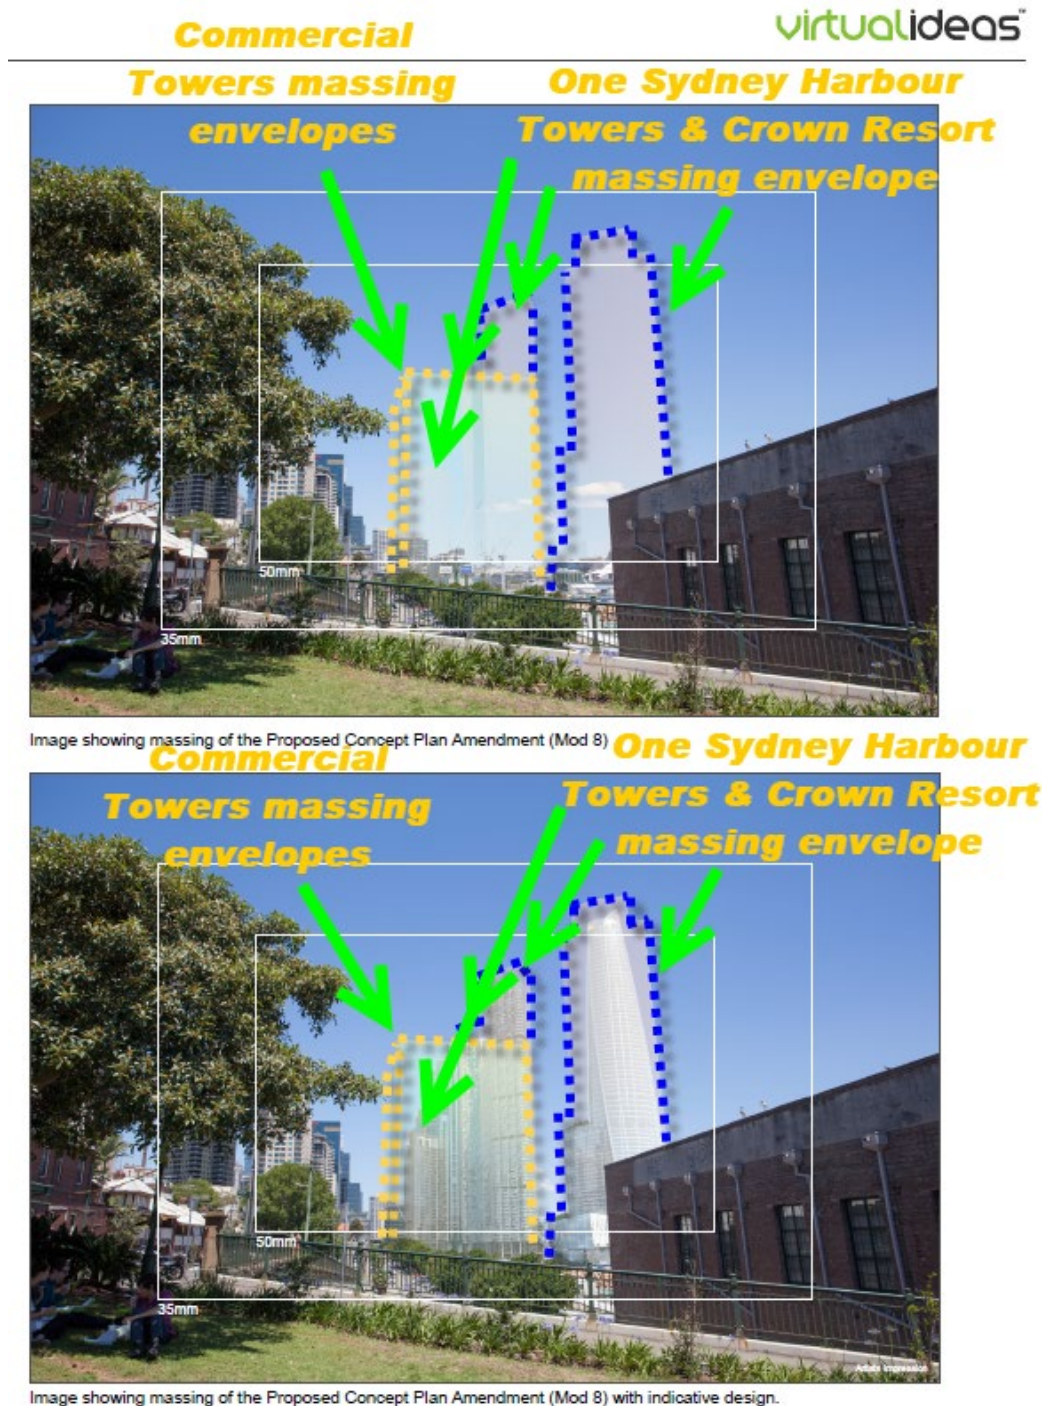 virtualideas™
Commercial
Towers massing
envelopes
One Sydney Harbour
Towers & Crown Resort
massing envelope
50mm
35mm
Image showing massing of the Proposed Concept Plan Amendment (Mod 8)
Commercial
Towers massing
envelopes
One Sydney Harbour
Towers & Crown Resort
massing envelope
50mm
35mm
Artists Impression
Image showing massing of the Proposed Concept Plan Amendment (Mod 8) with indicative design.